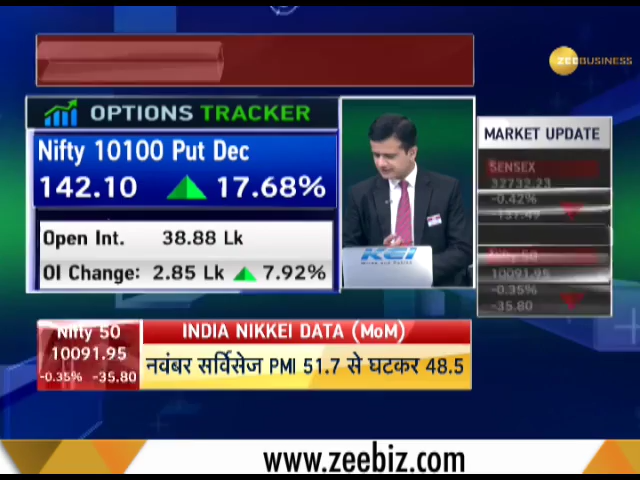 ZEEBUSINESS
OPTIONS TRACKER
Nifty 10100 Put Dec
142.10 17.68%
Open Int. 38.88 Lk
OI Change: 2.85 Lk 7.92%
KEI
MARKET UPDATE
SENSEX
32732.23
-0.42%
-137.49
Nifty 50
10091.95
-0.35%
-35.80
Nifty 50
10091.95
-0.35% -35.80
INDIA NIKKEI DATA (MoM)
नवंबर सर्विसेज PMI 51.7 से घटकर 48.5
www.zeebiz.com